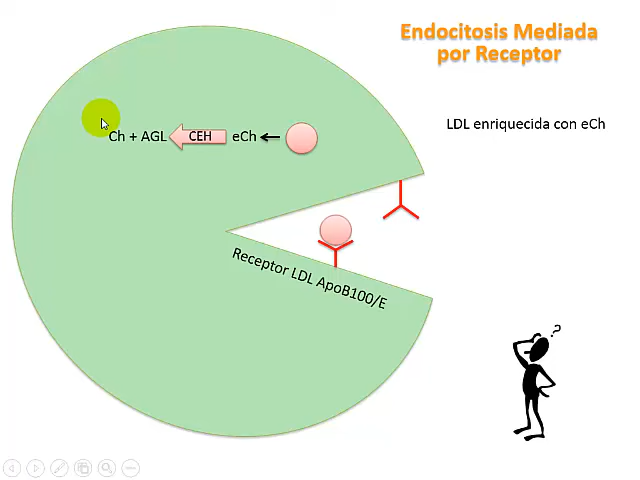 Endocitosis Mediada
por Receptor
LDL enriquecida con eCh
Ch + AGL CEH eCh
Receptor LDL ApoB100/E
?